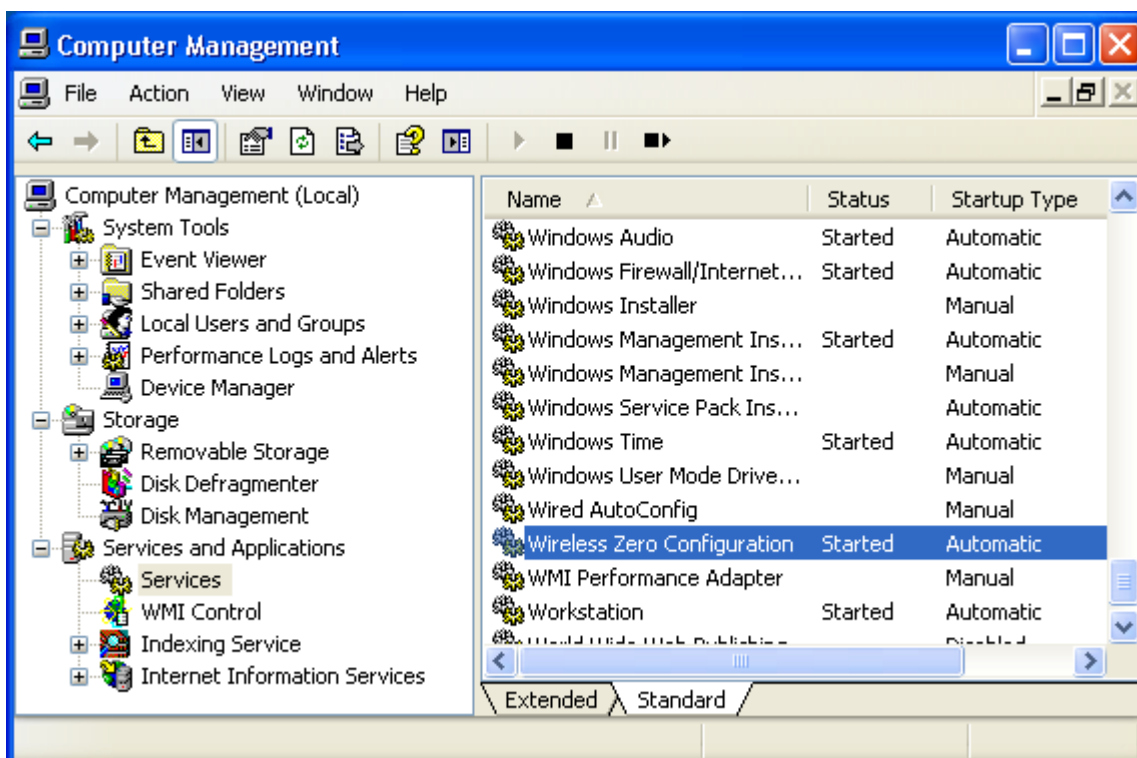 Computer Management
File Action View Window Help
Computer Management (Local)
System Tools
Event Viewer
Shared Folders
Local Users and Groups
Performance Logs and Alerts
Device Manager
Storage
Removable Storage
Disk Defragmenter
Disk Management
Services and Applications
Services
WMI Control
Indexing Service
Internet Information Services
Name Status Startup Type
Windows Audio Started Automatic
Windows Firewall/Internet... Started Automatic
Windows Installer Manual
Windows Management Ins... Started Automatic
Windows Management Ins... Manual
Windows Service Pack Ins... Automatic
Windows Time Started Automatic
Windows User Mode Drive... Manual
Wired AutoConfig Manual
Wireless Zero Configuration Started Automatic
WMI Performance Adapter Manual
Workstation Started Automatic
World Wide Web Publishing Disabled
Extended Standard